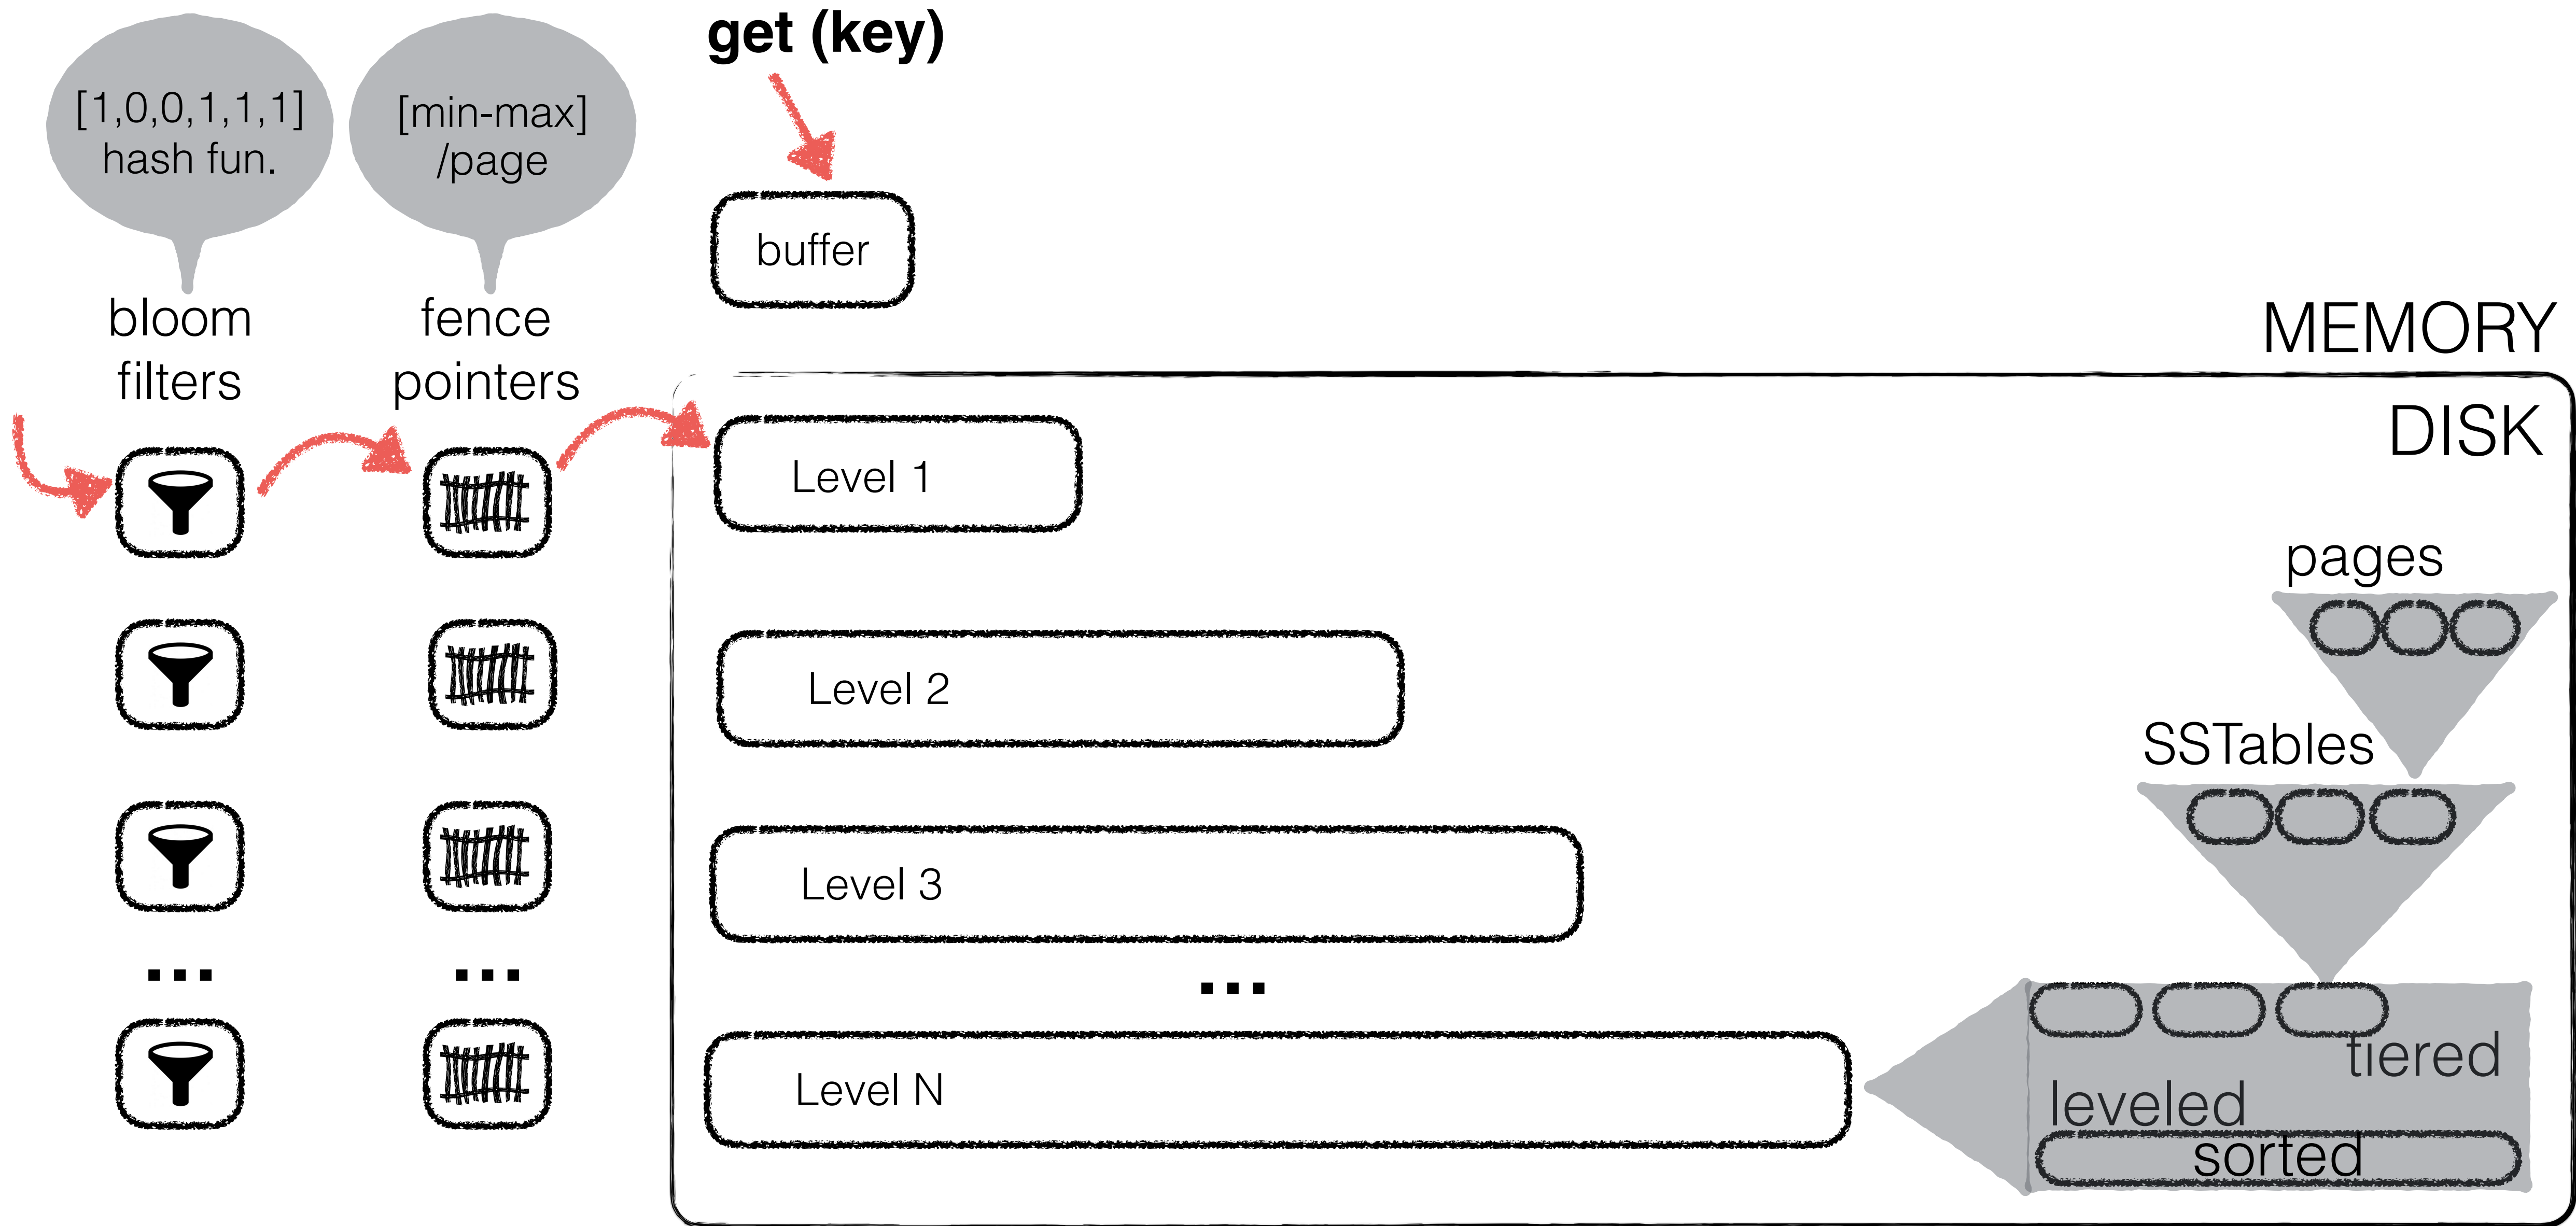 get (key)
[1,0,0,1,1,1]
hash fun.
[min-max]
/page
buffer
bloom
filters
fence
pointers
MEMORY
DISK
Level 1
pages
Level 2
SSTables
Level 3
...
...
...
Level N
tiered
leveled
sorted